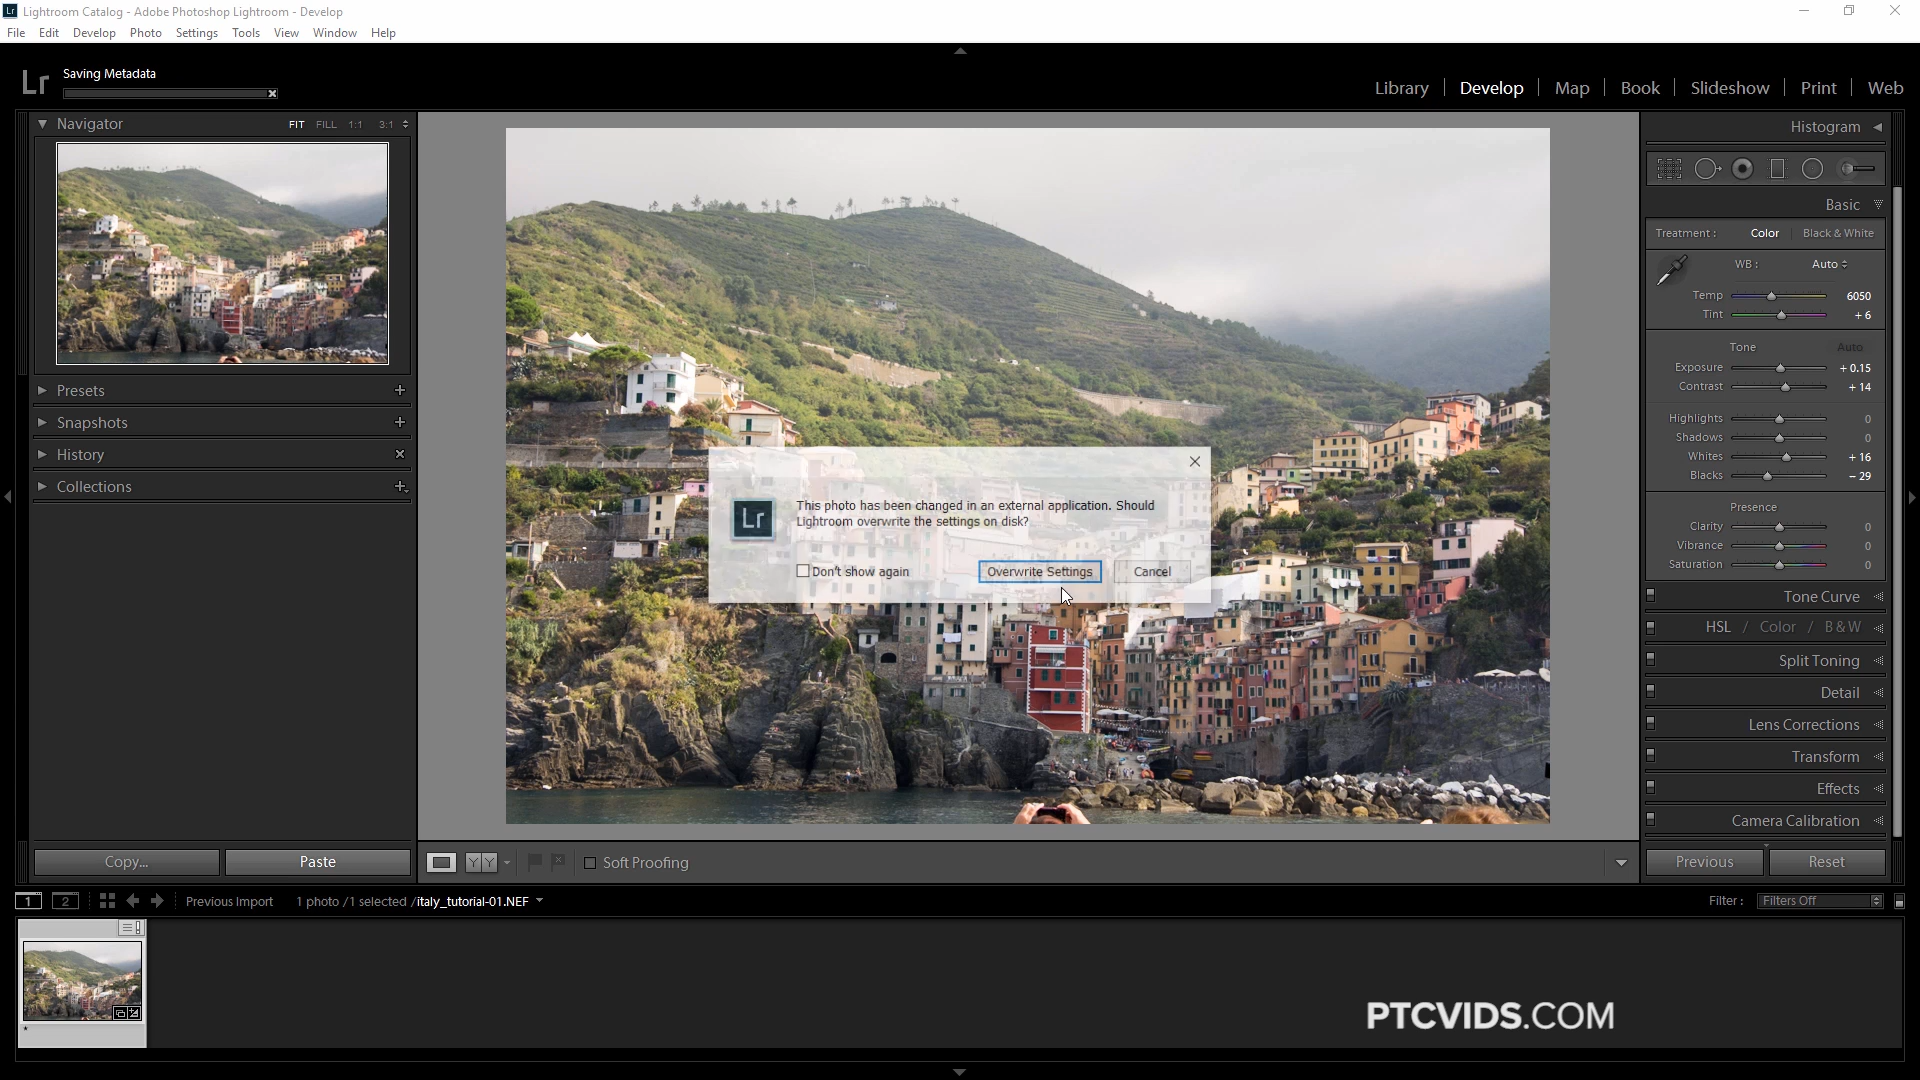 Lr Lightroom Catalog - Adobe Photoshop Lightroom - Develop
File Edit Develop Photo Settings Tools View Window Help
Lr Saving Metadata
Library Develop Map Book Slideshow Print Web
Navigator FIT FILL 1:1 3:1
Presets
Snapshots
History
Collections
This photo has been changed in an external application. Should
Lightroom overwrite the settings on disk?
Lr
Don't show again Overwrite Settings Cancel
Histogram
Basic
Treatment : Color Black & White
WB : Auto
Temp 6050
Tint + 6
Tone Auto
Exposure + 0.15
Contrast + 14
Highlights 0
Shadows 0
Whites + 16
Blacks - 29
Presence
Clarity 0
Vibrance 0
Saturation 0
Tone Curve
HSL / Color / B & W
Split Toning
Detail
Lens Corrections
Transform
Effects
Camera Calibration
Copy... Paste
YY Soft Proofing
Previous Reset
1 2 Previous Import 1 photo / 1 selected / italy_tutorial-01.NEF
Filter : Filters Off
PTCVIDS.COM